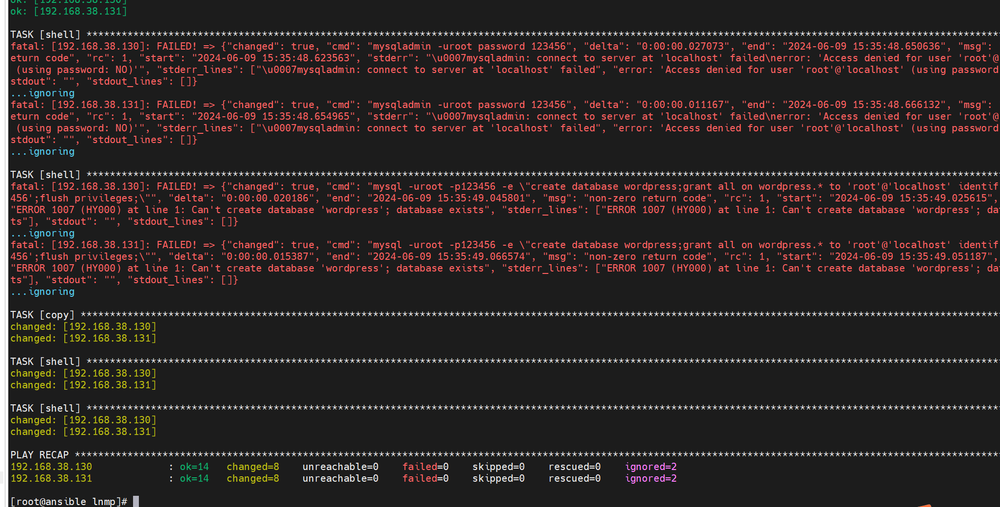 ok: [192.168.38.130]
ok: [192.168.38.131]
TASK [shell] ************************************************************************************************************************************************************
fatal: [192.168.38.130]: FAILED! => {"changed": true, "cmd": "mysqladmin -uroot password 123456", "delta": "0:00:00.027073", "end": "2024-06-09 15:35:48.650636", "msg":
eturn code", "rc": 1, "start": "2024-06-09 15:35:48.623563", "stderr": "\u0007mysqladmin: connect to server at 'localhost' failed\nerror: 'Access denied for user 'root'@
(using password: NO)'", "stderr_lines": ["\u0007mysqladmin: connect to server at 'localhost' failed", "error: 'Access denied for user 'root'@'localhost' (using password
stdout": "", "stdout_lines": []}
...ignoring
fatal: [192.168.38.131]: FAILED! => {"changed": true, "cmd": "mysqladmin -uroot password 123456", "delta": "0:00:00.011167", "end": "2024-06-09 15:35:48.666132", "msg":
eturn code", "rc": 1, "start": "2024-06-09 15:35:48.654965", "stderr": "\u0007mysqladmin: connect to server at 'localhost' failed\nerror: 'Access denied for user 'root'@
(using password: NO)'", "stderr_lines": ["\u0007mysqladmin: connect to server at 'localhost' failed", "error: 'Access denied for user 'root'@'localhost' (using password
stdout": "", "stdout_lines": []}
...ignoring
TASK [shell] ************************************************************************************************************************************************************
fatal: [192.168.38.130]: FAILED! => {"changed": true, "cmd": "mysql -uroot -p123456 -e \"create database wordpress;grant all on wordpress.* to 'root'@'localhost' identif
456';flush privileges;\"", "delta": "0:00:00.020186", "end": "2024-06-09 15:35:49.045801", "msg": "non-zero return code", "rc": 1, "start": "2024-06-09 15:35:49.025615",
"ERROR 1007 (HY000) at line 1: Can't create database 'wordpress'; database exists", "stderr_lines": ["ERROR 1007 (HY000) at line 1: Can't create database 'wordpress'; da
ts"], "stdout": "", "stdout_lines": []}
...ignoring
fatal: [192.168.38.131]: FAILED! => {"changed": true, "cmd": "mysql -uroot -p123456 -e \"create database wordpress;grant all on wordpress.* to 'root'@'localhost' identif
456';flush privileges;\"", "delta": "0:00:00.015387", "end": "2024-06-09 15:35:49.066574", "msg": "non-zero return code", "rc": 1, "start": "2024-06-09 15:35:49.051187",
"ERROR 1007 (HY000) at line 1: Can't create database 'wordpress'; database exists", "stderr_lines": ["ERROR 1007 (HY000) at line 1: Can't create database 'wordpress'; da
ts"], "stdout": "", "stdout_lines": []}
...ignoring
TASK [copy] *************************************************************************************************************************************************************
changed: [192.168.38.130]
changed: [192.168.38.131]
TASK [shell] ************************************************************************************************************************************************************
changed: [192.168.38.130]
changed: [192.168.38.131]
TASK [shell] ************************************************************************************************************************************************************
changed: [192.168.38.130]
changed: [192.168.38.131]
PLAY RECAP **************************************************************************************************************************************************************
192.168.38.130 : ok=14 changed=8 unreachable=0 failed=0 skipped=0 rescued=0 ignored=2
192.168.38.131 : ok=14 changed=8 unreachable=0 failed=0 skipped=0 rescued=0 ignored=2
[root@ansible lnmp]#